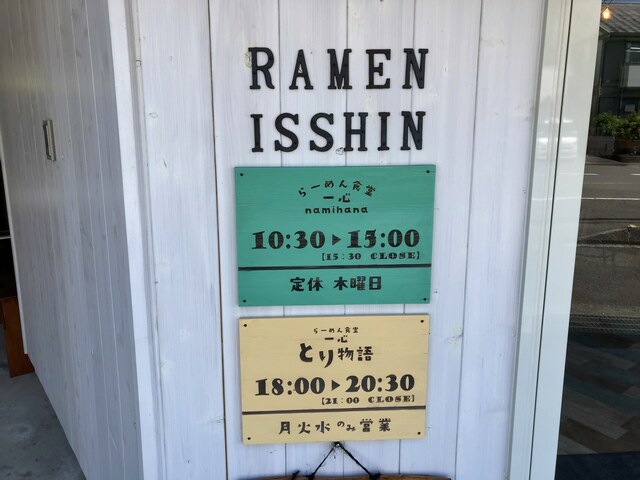 RAMEN
ISSHIN
らーめん食堂
一心
namihana
10:30▶15:00
[15:30 CLOSE]
定休 木曜日
らーめん食堂
一心
とり物語
18:00▶20:30
[21:00 CLOSE]
月火水のみ営業